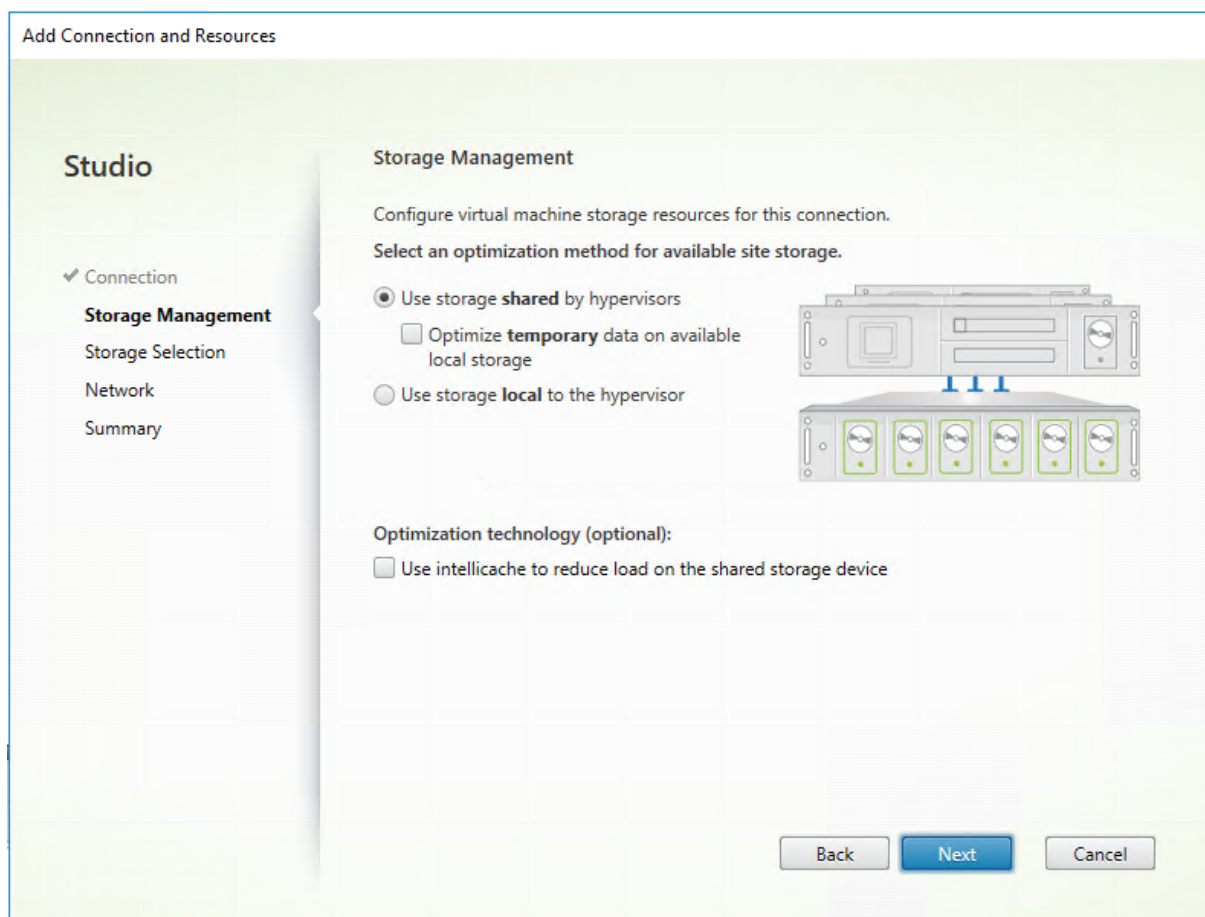 Add Connection and Resources
Studio
✔ Connection
Storage Management
Storage Selection
Network
Summary
Storage Management
Configure virtual machine storage resources for this connection.
Select an optimization method for available site storage.
Use storage shared by hypervisors
Optimize temporary data on available
local storage
Use storage local to the hypervisor
Optimization technology (optional):
Use intellicache to reduce load on the shared storage device
Back
Next
Cancel